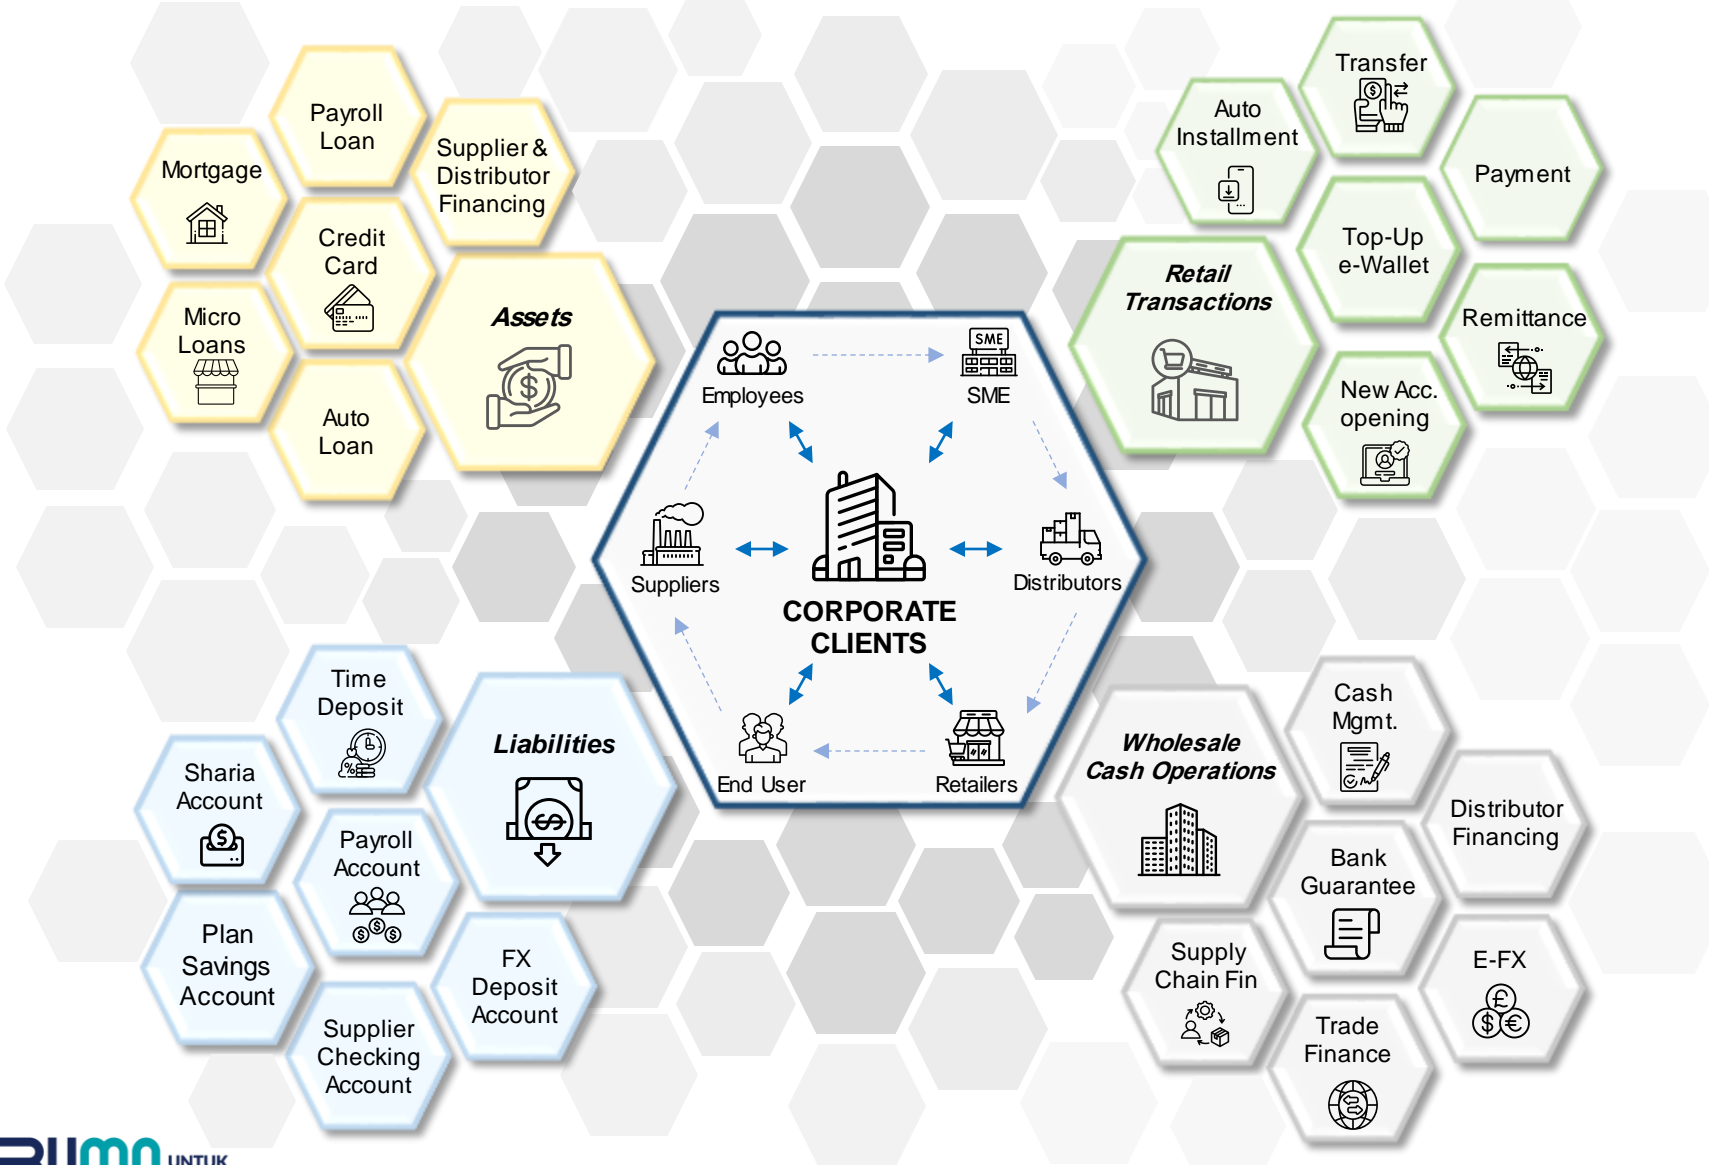 Payroll
Loan
Mortgage
Supplier &
Distributor
Financing
Credit
Card
Micro
Loans
Auto
Loan
Assets
Transfer
Auto
Installment
Payment
Top-Up
e-Wallet
Retail
Transactions
Remittance
New Acc.
opening
Employees
SME
SME
Suppliers
Distributors
CORPORATE
CLIENTS
End User
Retailers
Time
Deposit
Liabilities
Sharia
Account
Payroll
Account
Plan
Savings
Account
FX
Deposit
Account
Supplier
Checking
Account
Cash
Mgmt.
Wholesale
Cash Operations
Distributor
Financing
Bank
Guarantee
Supply
Chain Fin
E-FX
Trade
Finance
BUMN UNTUK